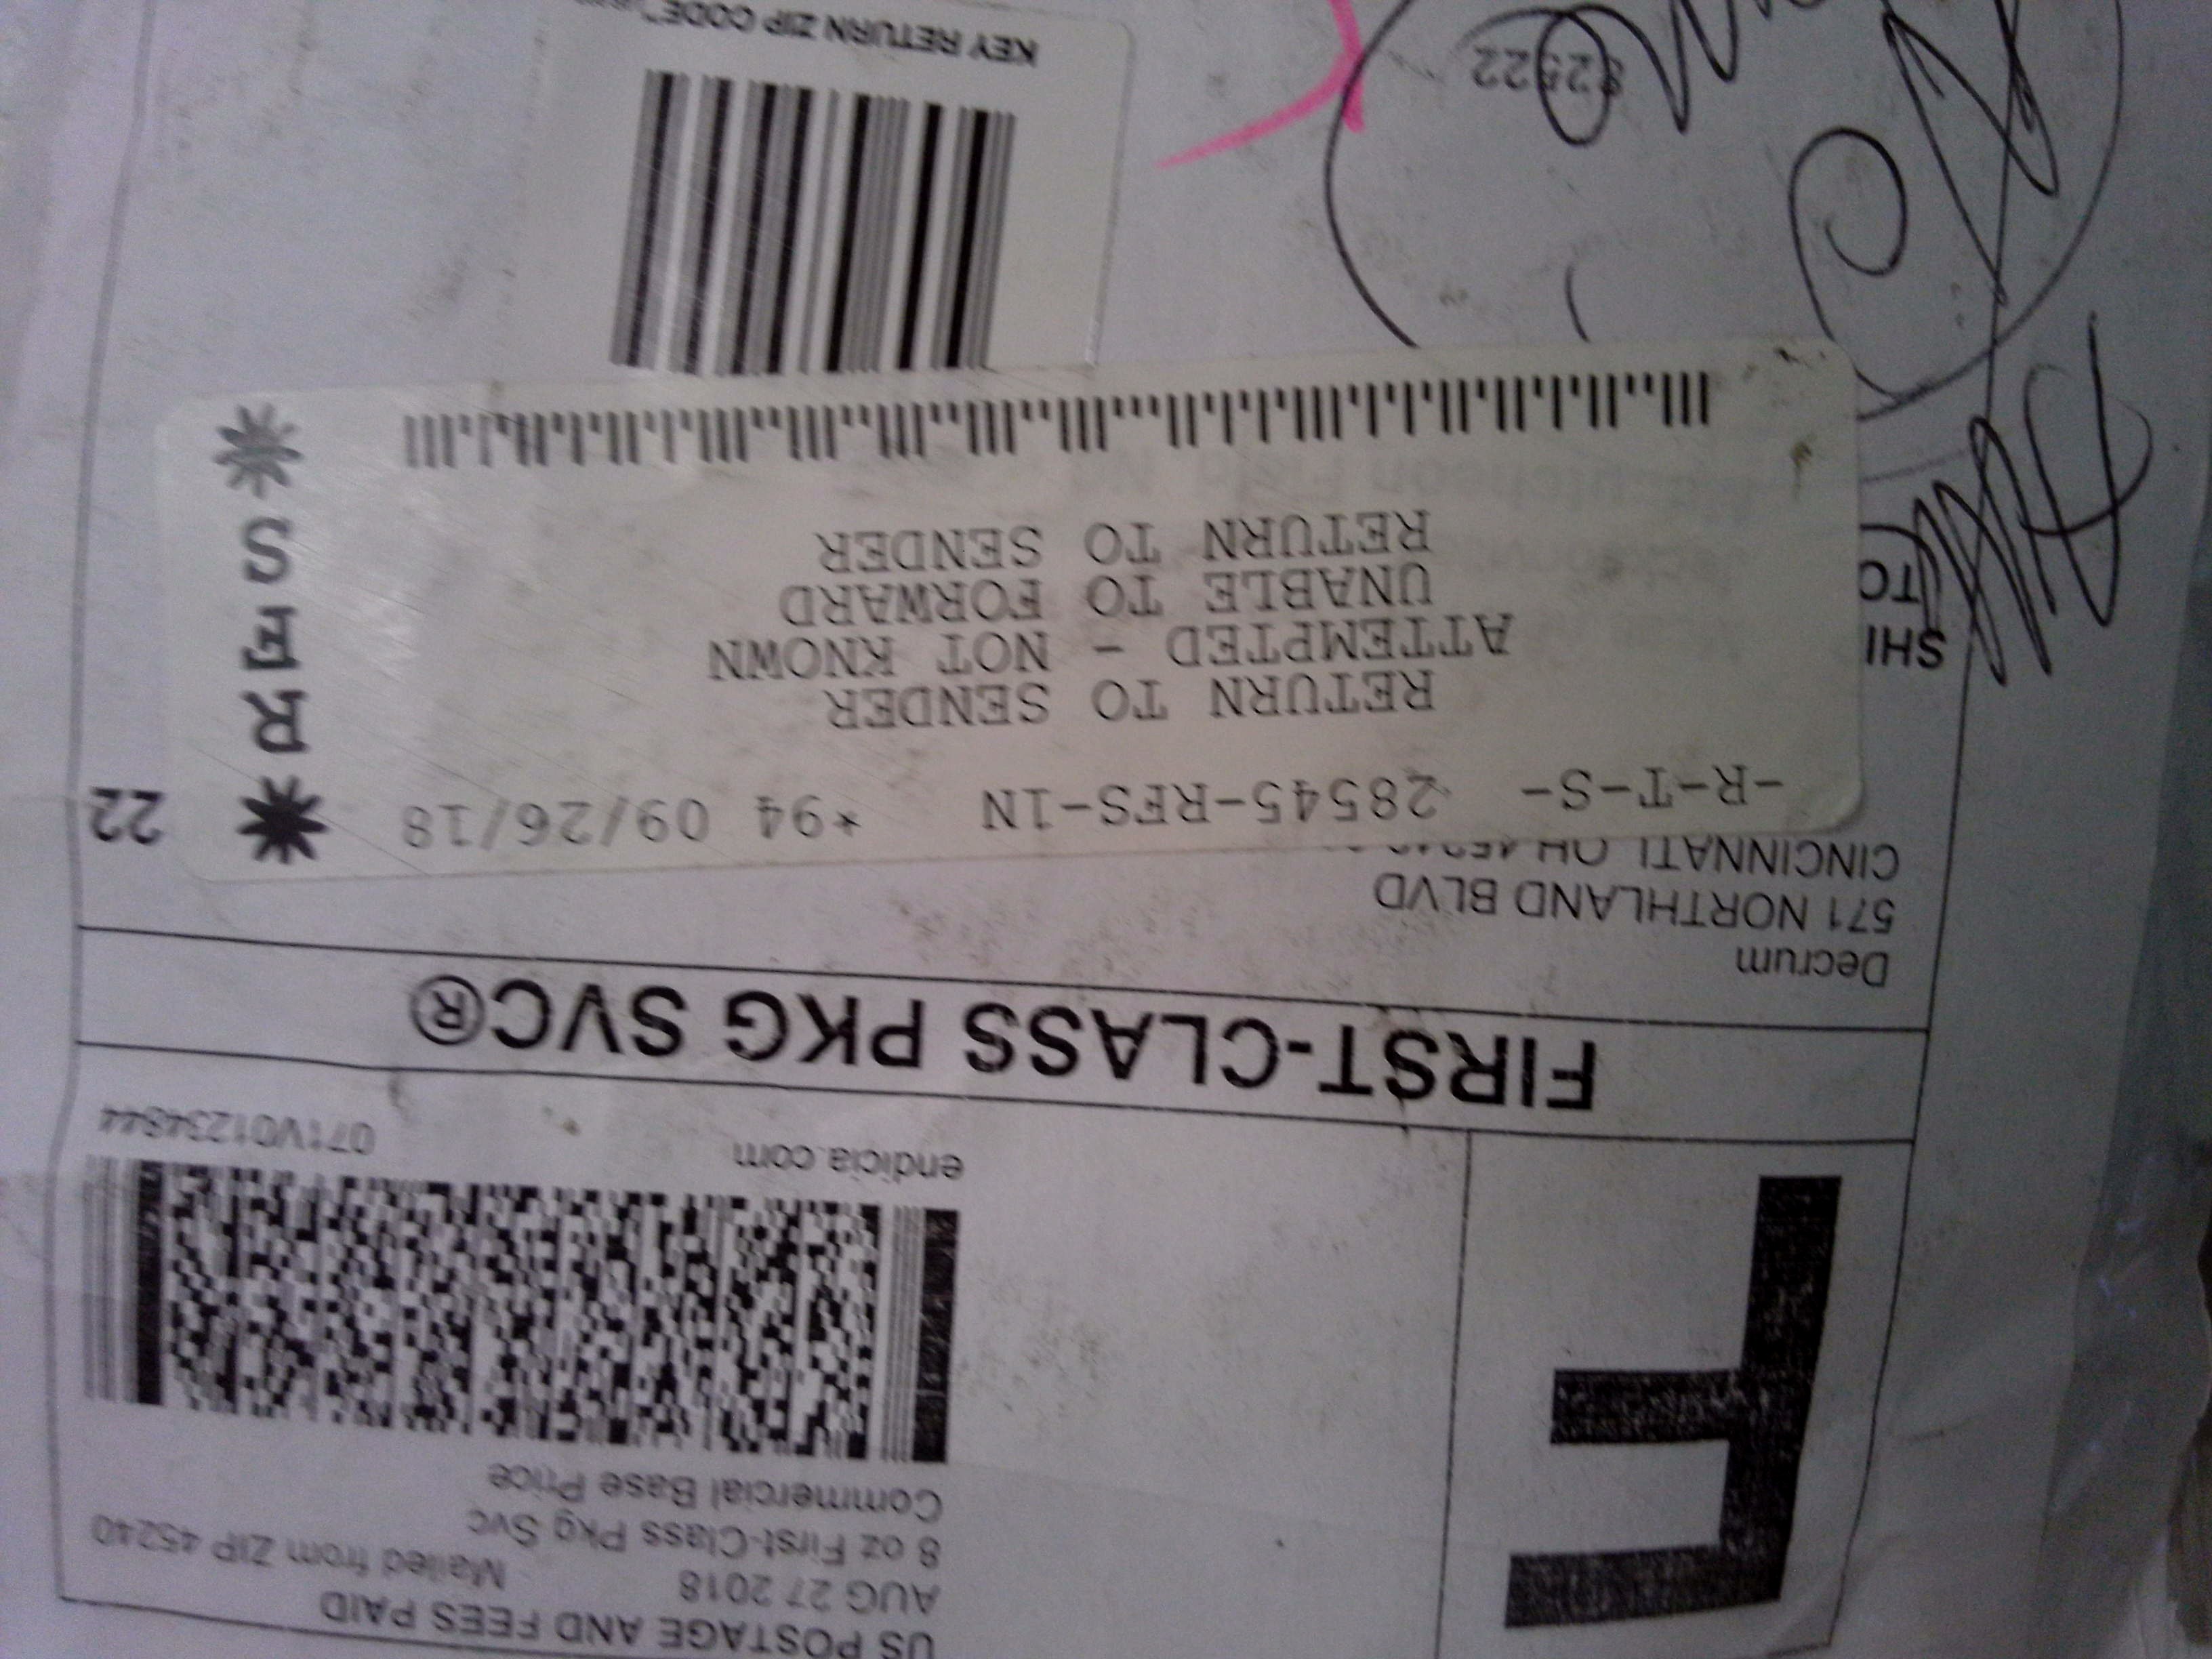 US POSTAGE AND FEES PAID
AUG 27 2018
Mailed from ZIP 45240
8 oz First-Class Pkg Svc
Commercial Base Price
endicia.com
071V01234844
F
FIRST-CLASS PKG SVC®
Decrum
571 NORTHLAND BLVD
CINCINNATI OH
22
-R-T-S- 28545-RFS-1N *94 09/26/18
RETURN TO SENDER
ATTEMPTED - NOT KNOWN
UNABLE TO FORWARD
RETURN TO SENDER
* RES *
SHI
TO
KEY RETURN ZIP CODE